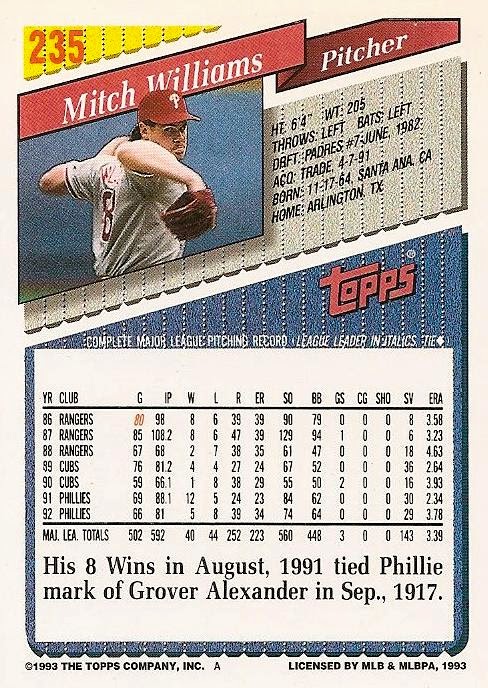 235
Mitch Williams
Pitcher
HT: 6'4" WT: 205
THROWS: LEFT BATS: LEFT
DRFT: PADRES #7-JUNE, 1982
ACQ: TRADE, 4-7-91
BORN: 11-17-64, SANTA ANA, CA
HOME: ARLINGTON, TX
P
8
TOPPS®
COMPLETE MAJOR LEAGUE PITCHING RECORD (LEAGUE LEADER IN ITALICS, TIE◆)
YR CLUB G IP W L R ER SO BB GS CG SHO SV ERA
86 RANGERS 80 98 8 6 39 39 90 79 0 0 0 8 3.58
87 RANGERS 85 108.2 8 6 47 39 129 94 1 0 0 6 3.23
88 RANGERS 67 68 2 7 38 35 61 47 0 0 0 18 4.63
89 CUBS 76 81.2 4 4 27 24 67 52 0 0 0 36 2.64
90 CUBS 59 66.1 1 8 38 29 55 50 2 0 0 16 3.93
91 PHILLIES 69 88.1 12 5 24 23 84 62 0 0 0 30 2.34
92 PHILLIES 66 81 5 8 39 34 74 64 0 0 0 29 3.78
MAJ. LEA. TOTALS 502 592 40 44 252 223 560 448 3 0 0 143 3.39
His 8 Wins in August, 1991 tied Phillie
mark of Grover Alexander in Sep., 1917.
©1993 THE TOPPS COMPANY, INC. A LICENSED BY MLB & MLBPA, 1993